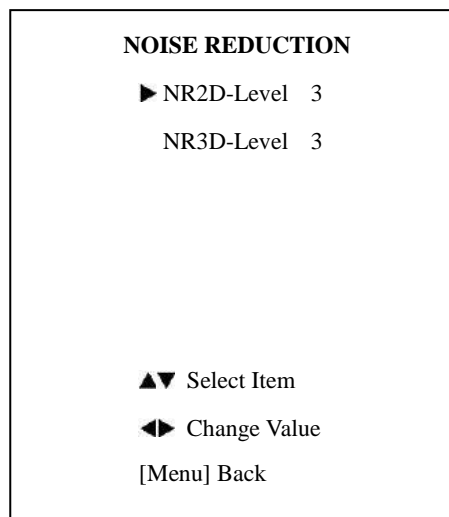 NOISE REDUCTION
▶ NR2D-Level 3
NR3D-Level 3
▲▼ Select Item
◀▶ Change Value
[Menu] Back